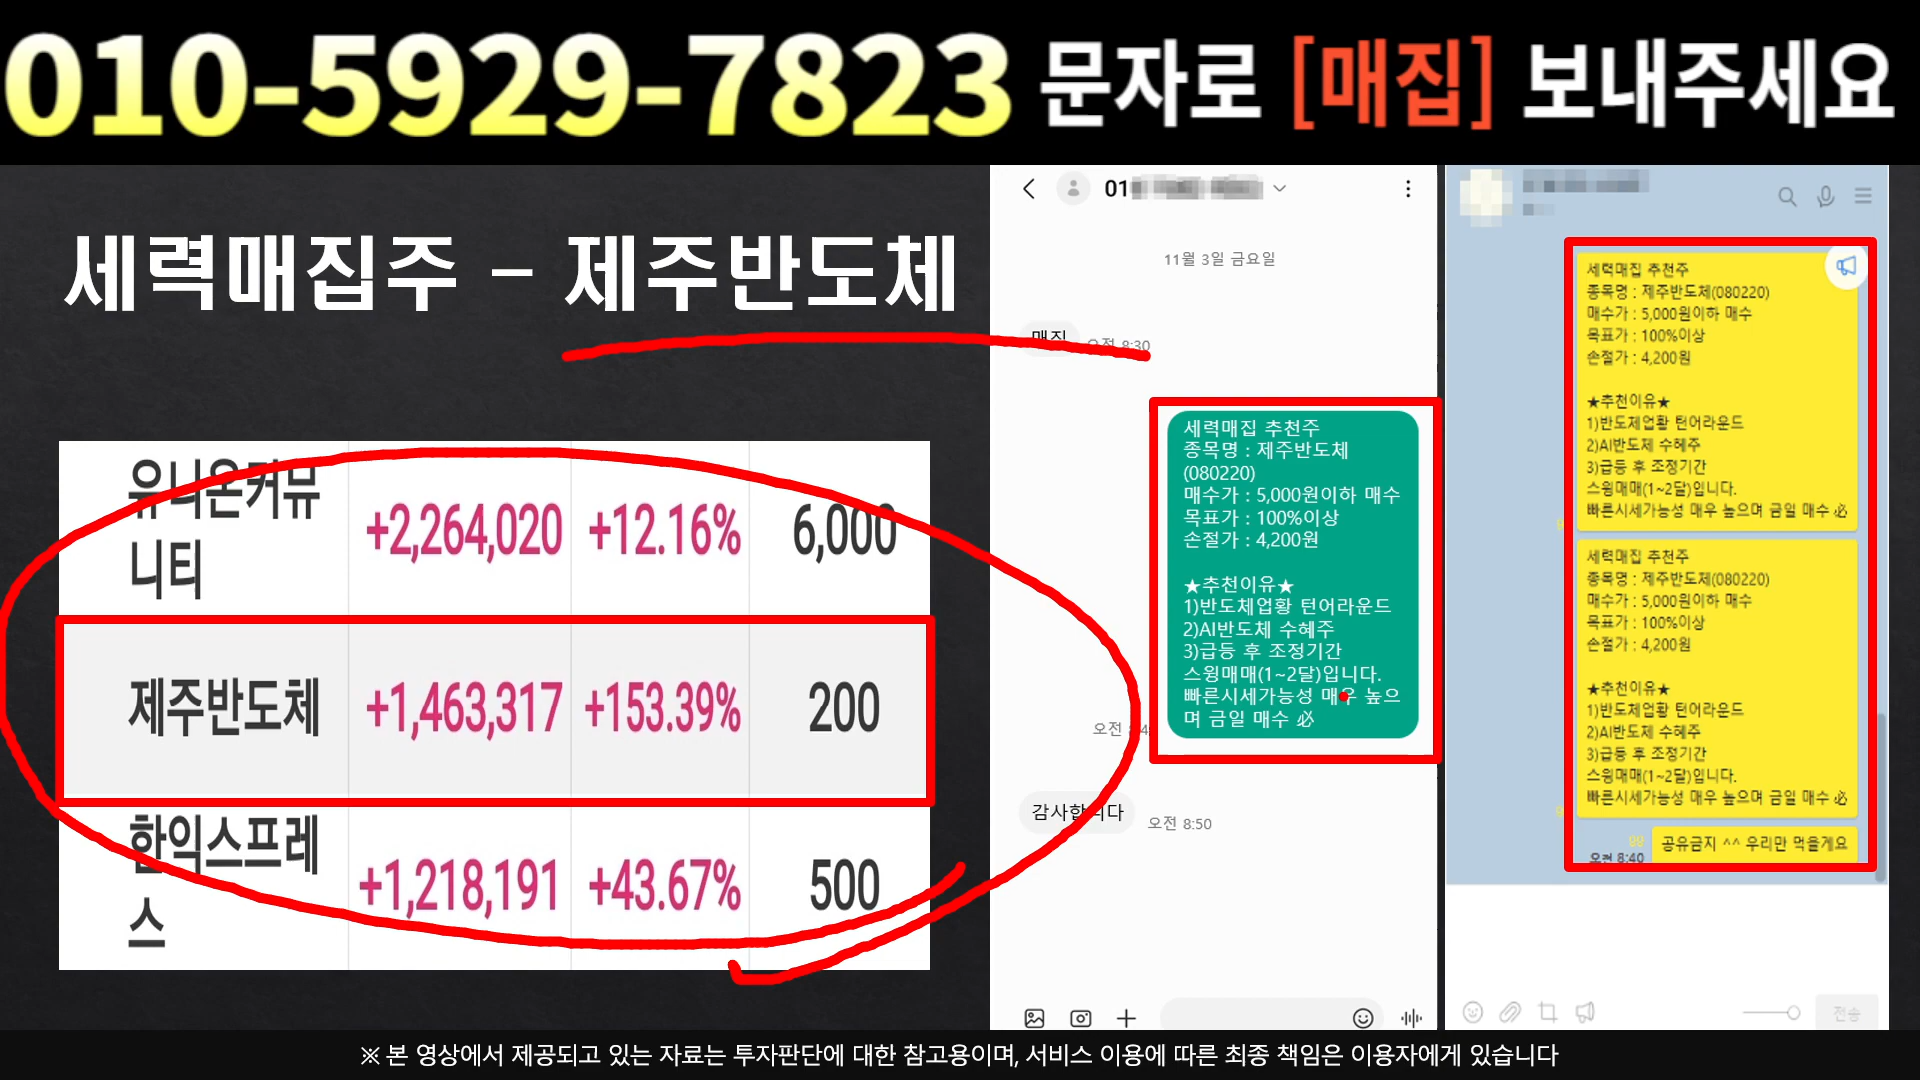 010-5929-7823 문자로 [매집] 보내주세요
세력매집주 - 제주반도체
유니온커뮤
니티
+2,264,020 +12.16% 6,000
제주반도체 +1,463,317 +153.39% 200
한익스프레
스
+1,218,191 +43.67% 500
01
11월 3일 금요일
매집
오전 8:30
세력매집 추천주
종목명 : 제주반도체
(080220)
매수가 : 5,000원이하 매수
목표가 : 100%이상
손절가 : 4,200원
★추천이유★
1)반도체업황 턴어라운드
2)AI반도체 수혜주
3)급등 후 조정기간
스윙매매(1~2달)입니다.
빠른시세가능성 매우 높으
며 금일 매수 必
오전
감사합니다
오전 8:50
세력매집 추천주
종목명 : 제주반도체(080220)
매수가 : 5,000원이하 매수
목표가 : 100%이상
손절가 : 4,200원
★추천이유★
1)반도체업황 턴어라운드
2)AI반도체 수혜주
3)급등 후 조정기간
스윙매매(1~2달)입니다.
빠른시세가능성 매우 높으며 금일 매수 必
세력매집 추천주
종목명 : 제주반도체(080220)
매수가 : 5,000원이하 매수
목표가 : 100%이상
손절가 : 4,200원
★추천이유★
1)반도체업황 턴어라운드
2)AI반도체 수혜주
3)급등 후 조정기간
스윙매매(1~2달)입니다.
빠른시세가능성 매우 높으며 금일 매수 必
공유금지 ^^ 우리만 먹을게요
오전 8:40
전송
※ 본 영상에서 제공되고 있는 자료는 투자판단에 대한 참고용이며, 서비스 이용에 따른 최종 책임은 이용자에게 있습니다